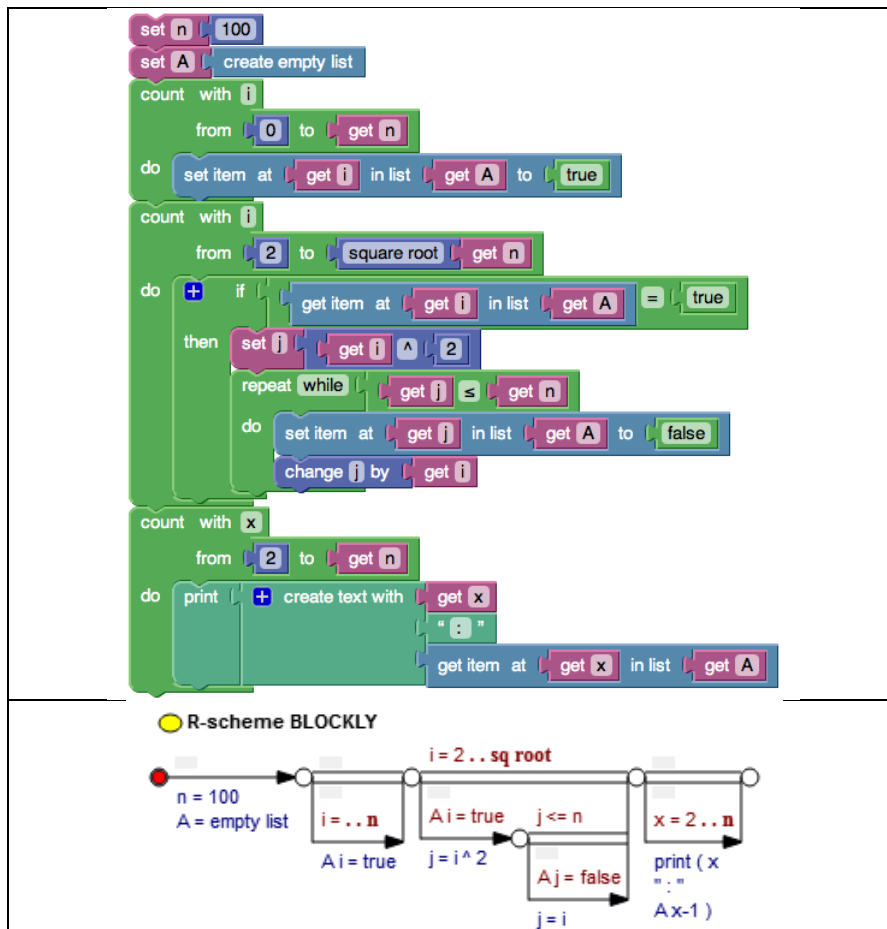 set n 100
set A create empty list
count with i
from 0 to get n
do set item at get i in list get A to true
count with i
from 2 to square root get n
do + if get item at get i in list get A = true
then set j get i ^ 2
repeat while get j ≤ get n
do set item at get j in list get A to false
change j by get i
count with x
from 2 to get n
do print + create text with get x
“ : ”
get item at get x in list get A
R-scheme BLOCKLY
i = 2 . . sq root
n = 100
A = empty list
i = . . n
A i = true
A i = true
j = i ^ 2
j <= n
A j = false
j = i
x = 2 . . n
print ( x
" : "
A x-1 )